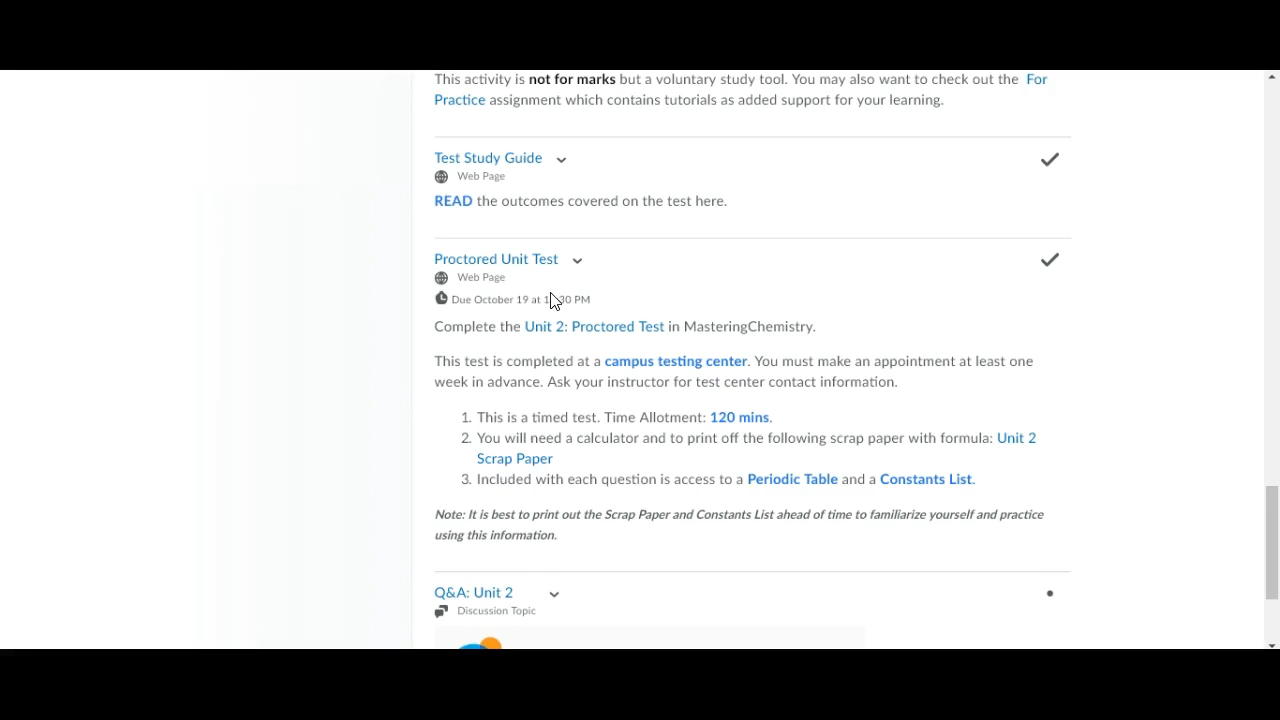 This activity is not for marks but a voluntary study tool. You may also want to check out the For
Practice assignment which contains tutorials as added support for your learning.
Test Study Guide
Web Page
READ the outcomes covered on the test here.
Proctored Unit Test
Web Page
Due October 19 at PM
Complete the Unit 2: Proctored Test in MasteringChemistry.
This test is completed at a campus testing center. You must make an appointment at least one
week in advance. Ask your instructor for test center contact information.
1. This is a timed test. Time Allotment: 120 mins.
2. You will need a calculator and to print off the following scrap paper with formula: Unit 2
Scrap Paper
3. Included with each question is access to a Periodic Table and a Constants List.
Note: It is best to print out the Scrap Paper and Constants List ahead of time to familiarize yourself and practice
using this information.
Q&A: Unit 2
Discussion Topic